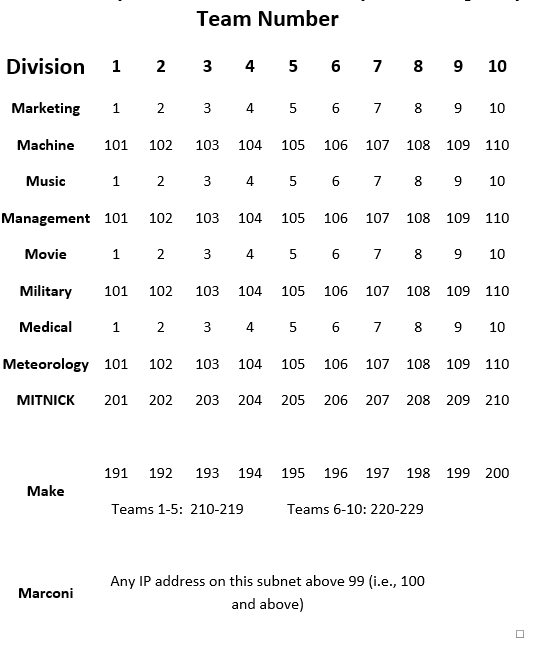 Team Number
Division 1 2 3 4 5 6 7 8 9 10
Marketing 1 2 3 4 5 6 7 8 9 10
Machine 101 102 103 104 105 106 107 108 109 110
Music 1 2 3 4 5 6 7 8 9 10
Management 101 102 103 104 105 106 107 108 109 110
Movie 1 2 3 4 5 6 7 8 9 10
Military 101 102 103 104 105 106 107 108 109 110
Medical 1 2 3 4 5 6 7 8 9 10
Meteorology 101 102 103 104 105 106 107 108 109 110
MITNICK 201 202 203 204 205 206 207 208 209 210
191 192 193 194 195 196 197 198 199 200
Make
Teams 1-5: 210-219 Teams 6-10: 220-229
Any IP address on this subnet above 99 (i.e., 100
Marconi
and above)